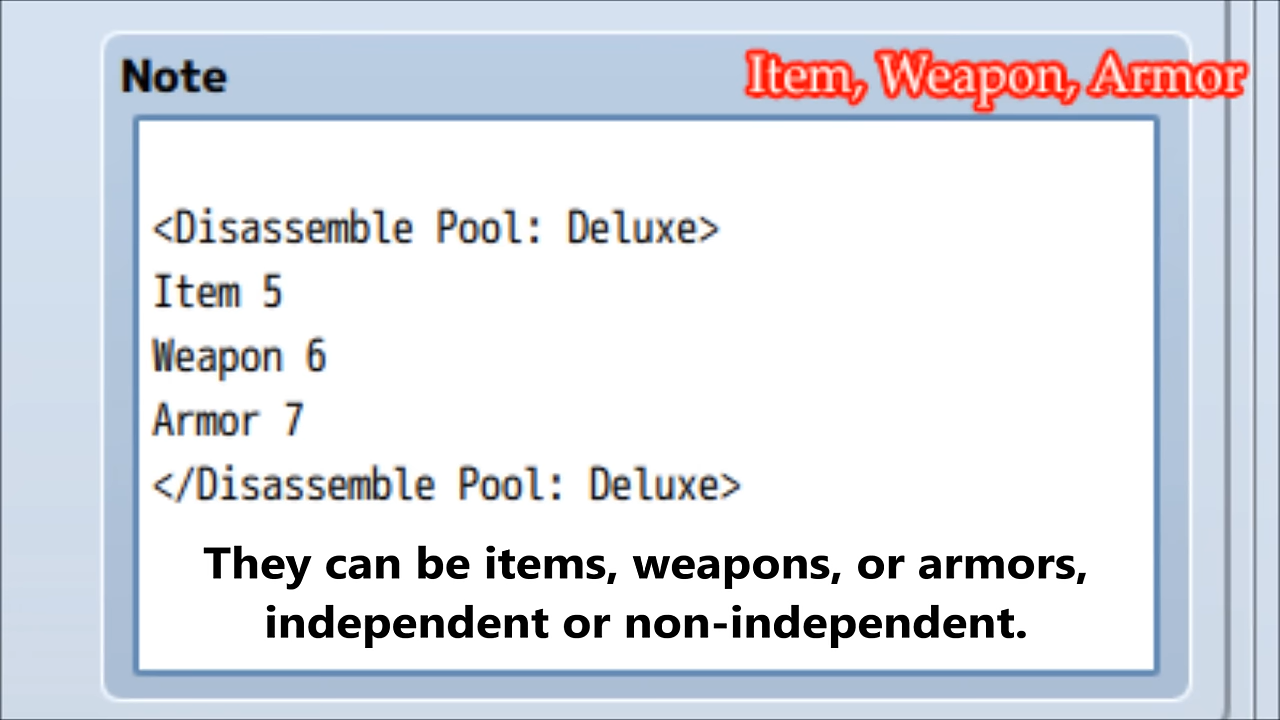 Note
Item, Weapon, Armor
<Disassemble Pool: Deluxe>
Item 5
Weapon 6
Armor 7
</Disassemble Pool: Deluxe>
They can be items, weapons, or armors,
independent or non-independent.